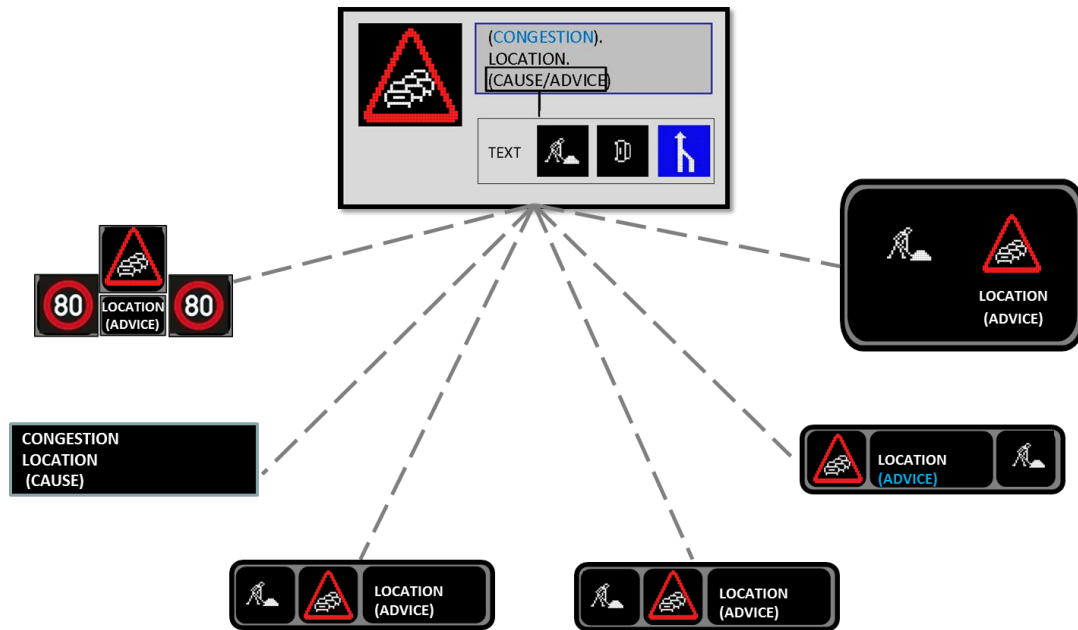 (CONGESTION).
LOCATION.
(CAUSE/ADVICE)
TEXT
80
LOCATION
(ADVICE)
80
LOCATION
(ADVICE)
CONGESTION
LOCATION
(CAUSE)
LOCATION
(ADVICE)
LOCATION
(ADVICE)
LOCATION
(ADVICE)